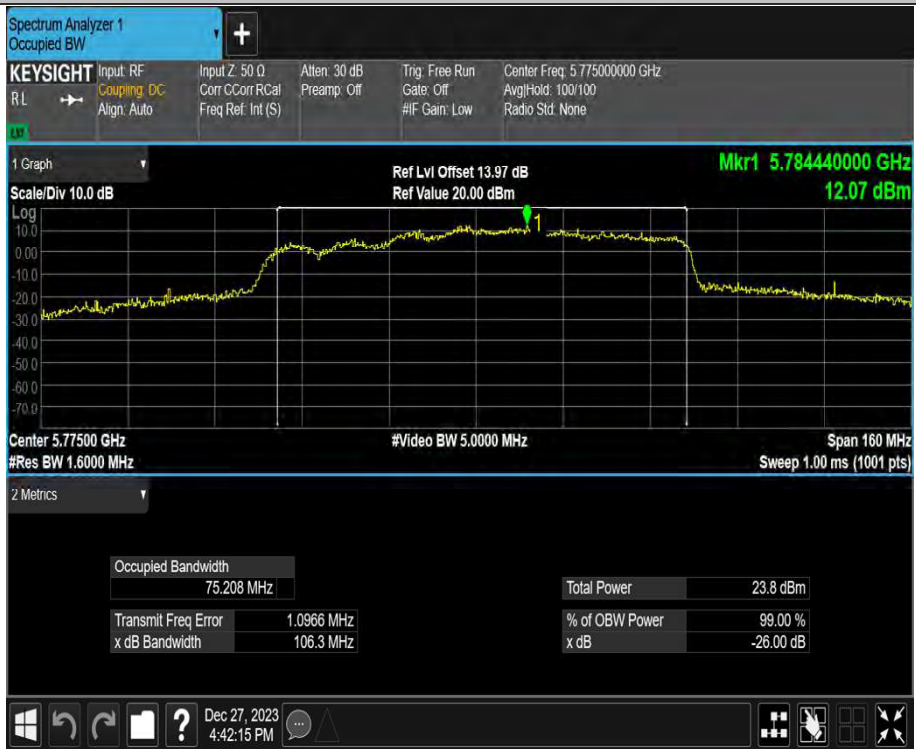 Spectrum Analyzer 1
Occupied BW
+
KEYSIGHT
RL
Input: RF
Coupling: DC
Align: Auto
Input Z: 50 Ω
Corr CCorr RCal
Freq Ref: Int (S)
Atten: 30 dB
Preamp: Off
Trig: Free Run
Gate: Off
#IF Gain: Low
Center Freq: 5.775000000 GHz
Avg|Hold: 100/100
Radio Std: None
1 Graph
Scale/Div 10.0 dB
Ref Lvl Offset 13.97 dB
Ref Value 20.00 dBm
Mkr1 5.784440000 GHz
12.07 dBm
Log
10.0
0.00
-10.0
-20.0
-30.0
-40.0
-50.0
-60.0
-70.0
1
Center 5.77500 GHz
#Res BW 1.6000 MHz
#Video BW 5.0000 MHz
Span 160 MHz
Sweep 1.00 ms (1001 pts)
2 Metrics
Occupied Bandwidth
75.208 MHz
Transmit Freq Error 1.0966 MHz
x dB Bandwidth 106.3 MHz
Total Power 23.8 dBm
% of OBW Power 99.00 %
x dB -26.00 dB
?
Dec 27, 2023
4:42:15 PM